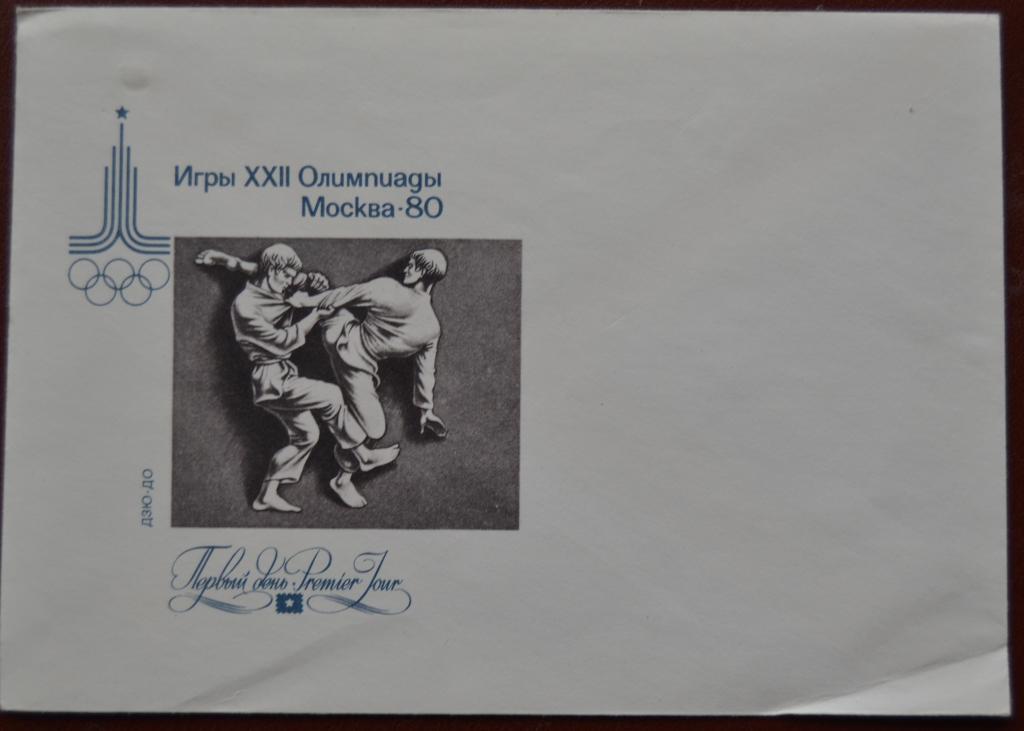 Игры XXII Олимпиады
Москва·80
дзю-до
Первый день · Premier Jour